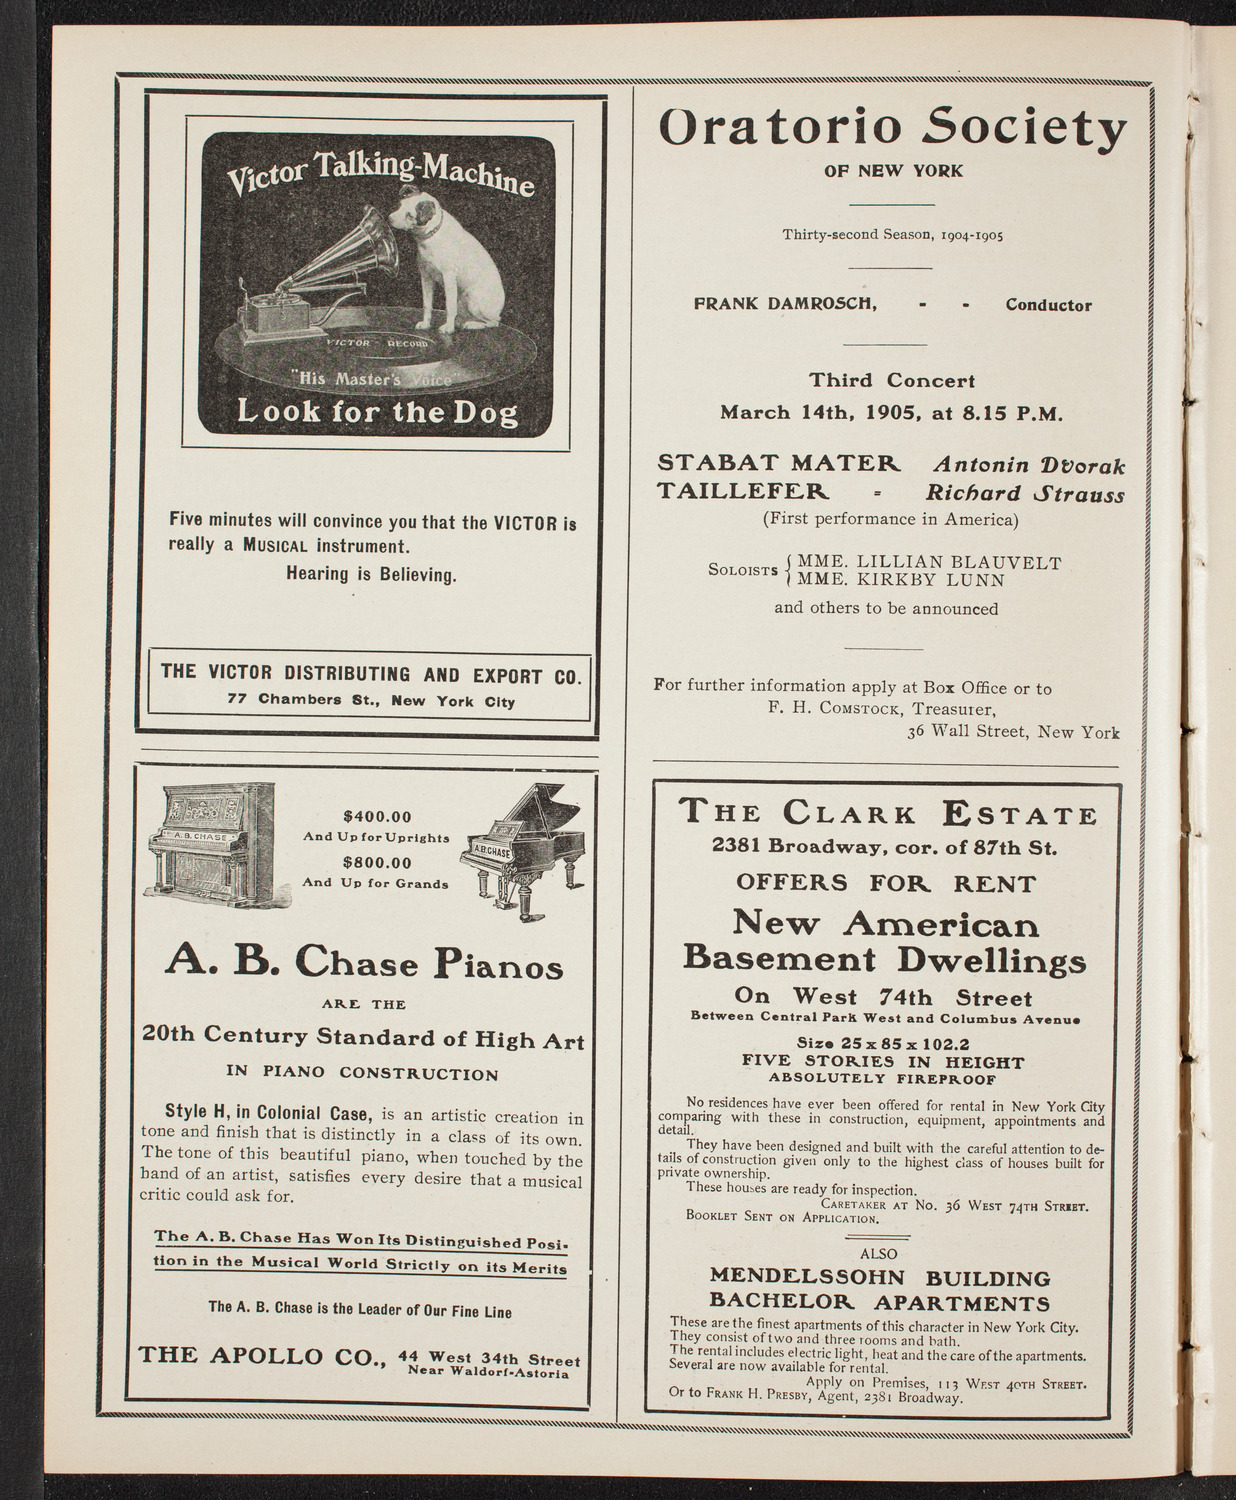 Victor Talking-Machine
VICTOR RECORD
"His Master's Voice"
Look for the Dog
Five minutes will convince you that the VICTOR is
really a MUSICAL instrument.
Hearing is Believing.
THE VICTOR DISTRIBUTING AND EXPORT CO.
77 Chambers St., New York City
A.B. CHASE
$400.00
And Up for Uprights
$800.00
And Up for Grands
A.B.CHASE
A. B. Chase Pianos
ARE THE
20th Century Standard of High Art
IN PIANO CONSTRUCTION
Style H, in Colonial Case, is an artistic creation in
tone and finish that is distinctly in a class of its own.
The tone of this beautiful piano, when touched by the
hand of an artist, satisfies every desire that a musical
critic could ask for.
The A. B. Chase Has Won Its Distinguished Posi-
tion in the Musical World Strictly on its Merits
The A. B. Chase is the Leader of Our Fine Line
THE APOLLO CO., 44 West 34th Street
Near Waldorf-Astoria
Oratorio Society
OF NEW YORK
Thirty-second Season, 1904-1905
FRANK DAMROSCH, - - Conductor
Third Concert
March 14th, 1905, at 8.15 P.M.
STABAT MATER Antonin Dvorak
TAILLEFER - Richard Strauss
(First performance in America)
SOLOISTS { MME. LILLIAN BLAUVELT
MME. KIRKBY LUNN
and others to be announced
For further information apply at Box Office or to
F. H. COMSTOCK, Treasurer,
36 Wall Street, New York
THE CLARK ESTATE
2381 Broadway, cor. of 87th St.
OFFERS FOR RENT
New American
Basement Dwellings
On West 74th Street
Between Central Park West and Columbus Avenue
Size 25 x 85 x 102.2
FIVE STORIES IN HEIGHT
ABSOLUTELY FIREPROOF
No residences have ever been offered for rental in New York City
comparing with these in construction, equipment, appointments and
detail.
They have been designed and built with the careful attention to de-
tails of construction given only to the highest class of houses built for
private ownership.
These houses are ready for inspection.
CARETAKER AT No. 36 WEST 74TH STREET.
BOOKLET SENT ON APPLICATION.
ALSO
MENDELSSOHN BUILDING
BACHELOR APARTMENTS
These are the finest apartments of this character in New York City.
They consist of two and three rooms and bath.
The rental includes electric light, heat and the care of the apartments.
Several are now available for rental.
Apply on Premises, 113 WEST 40TH STREET.
Or to FRANK H. PRESBY, Agent, 2381 Broadway.